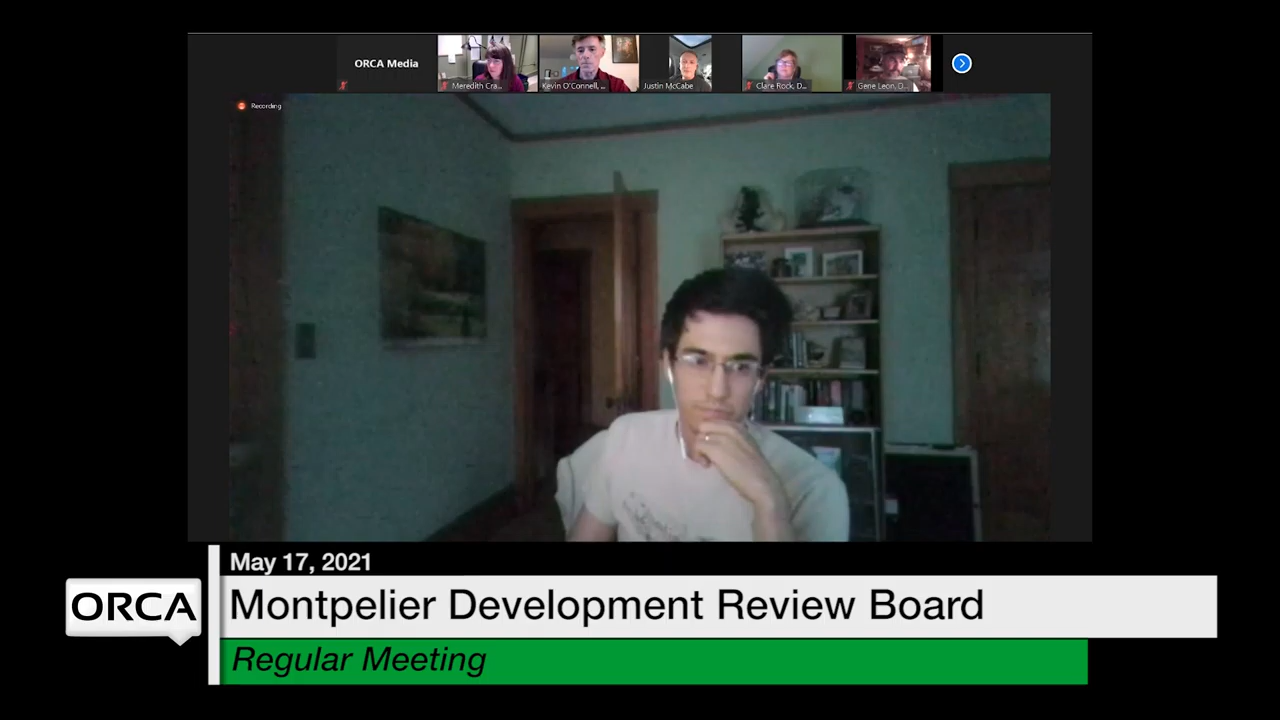 ORCA Media
Meredith Cra...
Kevin O'Connell, ...
Justin McCabe
Clare Rock, D...
Gene Leon, D...
Recording
May 17, 2021
ORCA
Montpelier Development Review Board
Regular Meeting